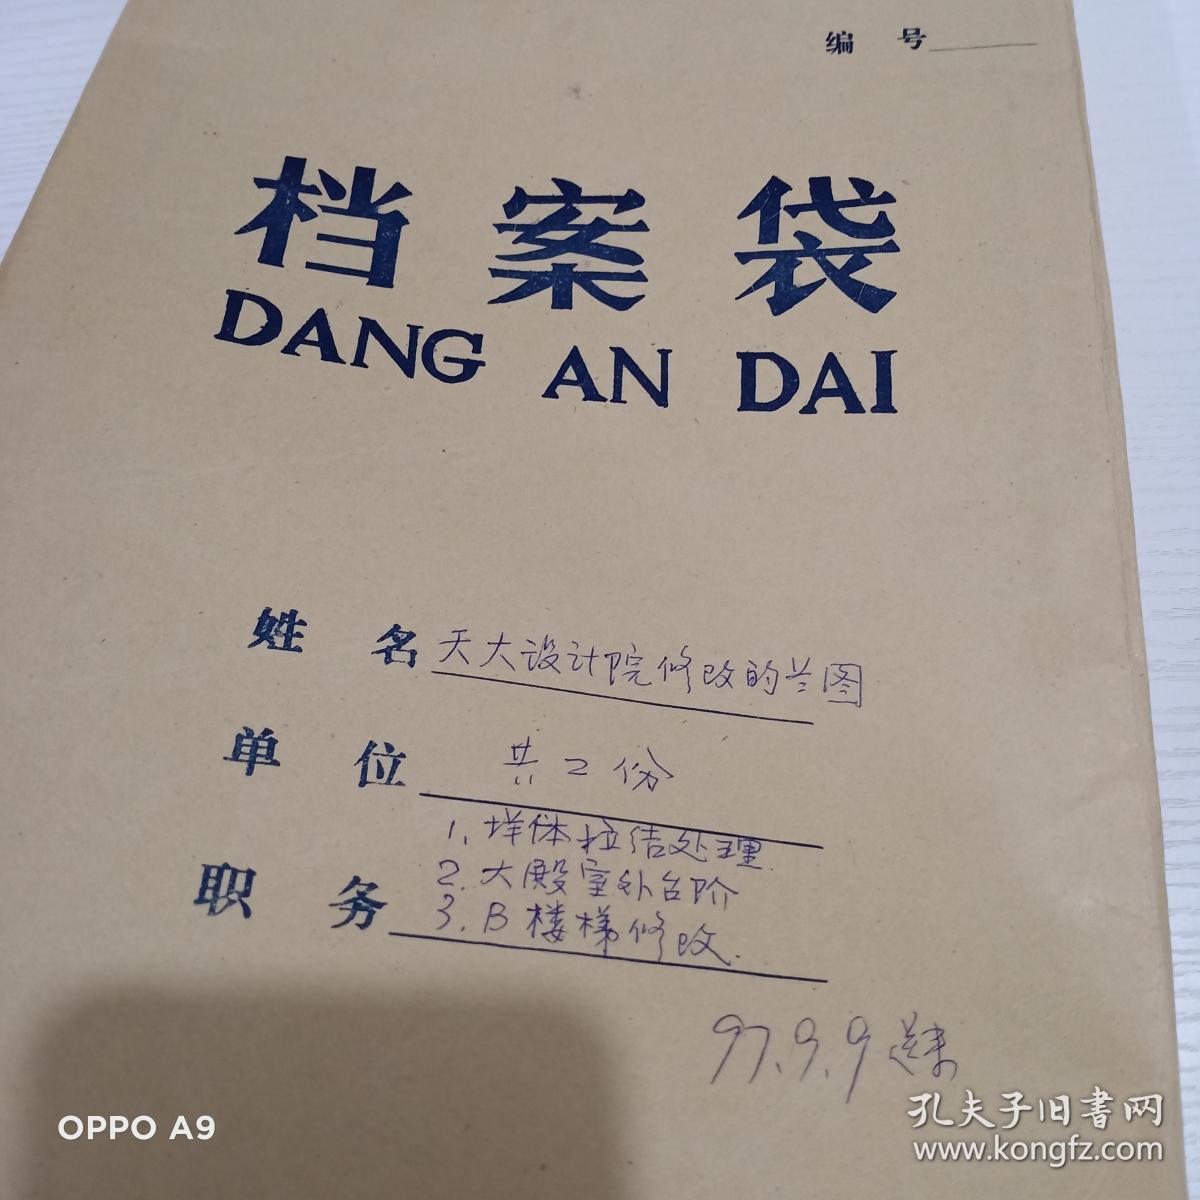 编 号
档 案 袋
DANG AN DAI
姓 名 天大设计院修改的兰图
单 位 共2份
1. 垟体拉结处理.
2. 大殿室外台阶
职 务 3. B楼梯修改.
97.9.9 送来
OPPO A9
孔夫子旧书网
www.kongfz.com